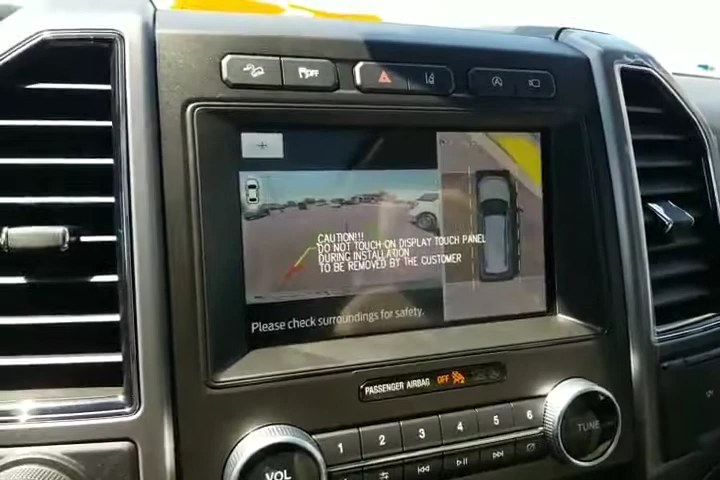 OFF
CAUTION!!!
DO NOT TOUCH ON DISPLAY TOUCH PANEL
DURING INSTALLATION
TO BE REMOVED BY THE CUSTOMER
Please check surroundings for safety.
PASSENGER AIRBAG OFF
1 2 3 4 5 6
VOL
TUNE